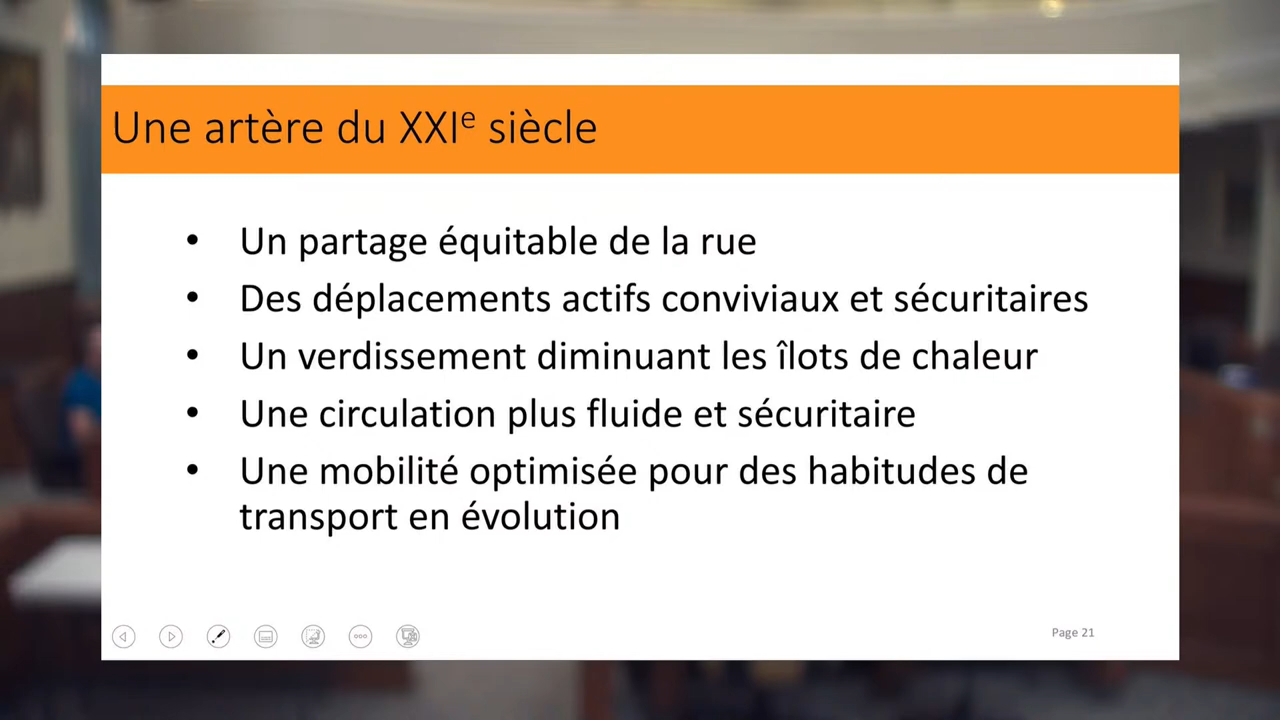 Une artère du XXIe siècle
• Un partage équitable de la rue
• Des déplacements actifs conviviaux et sécuritaires
• Un verdissement diminuant les îlots de chaleur
• Une circulation plus fluide et sécuritaire
• Une mobilité optimisée pour des habitudes de
transport en évolution
Page 21